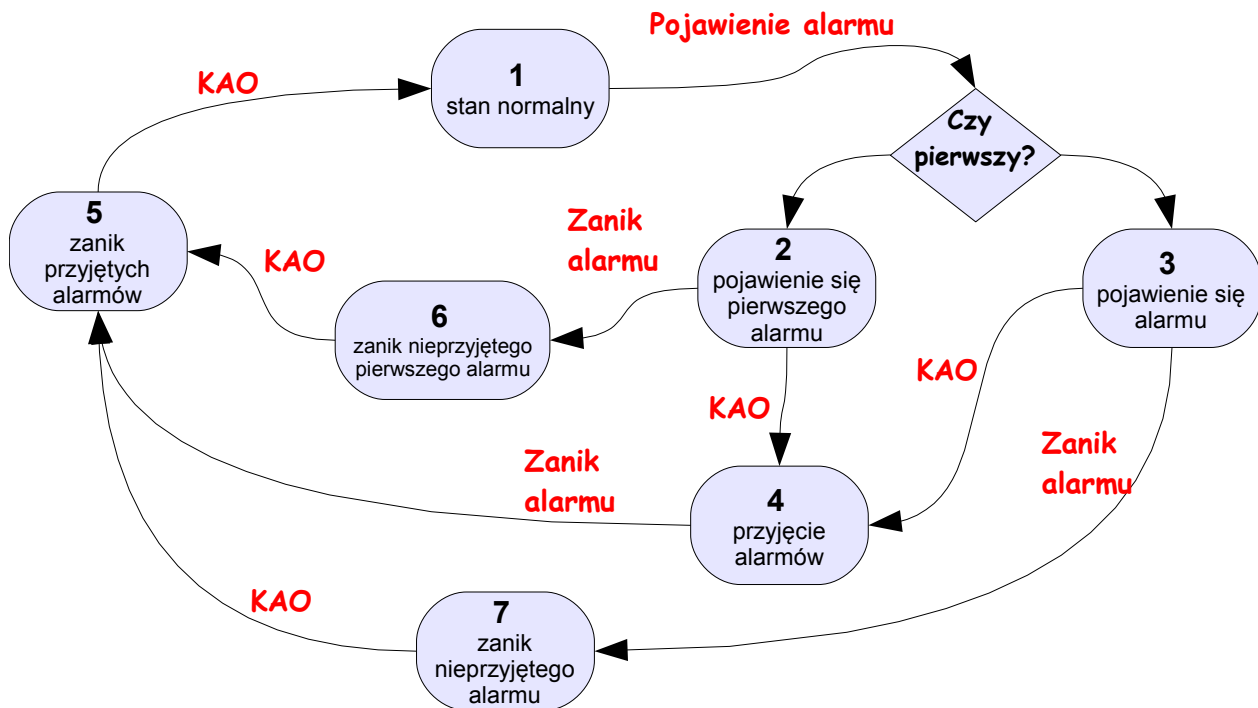 Pojawienie alarmu
KAO
1
stan normalny
Czy
pierwszy?
5
zanik
przyjętych
alarmów
KAO
Zanik
alarmu
2
pojawienie się
pierwszego
alarmu
3
pojawienie się
alarmu
6
zanik nieprzyjętego
pierwszego alarmu
KAO
KAO
Zanik
alarmu
Zanik
alarmu
4
przyjęcie
alarmów
KAO
7
zanik
nieprzyjętego
alarmu